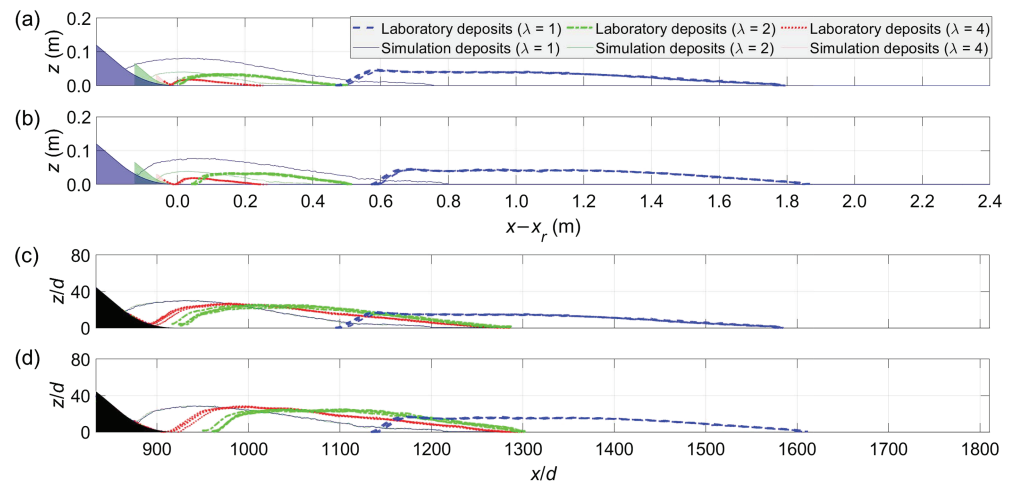 (a)
Laboratory deposits (λ = 1) Laboratory deposits (λ = 2) Laboratory deposits (λ = 4)
Simulation deposits (λ = 1) Simulation deposits (λ = 2) Simulation deposits (λ = 4)
z (m)
0.2
0.1
0.0
(b)
z (m)
0.2
0.1
0.0
0.0 0.2 0.4 0.6 0.8 1.0 1.2 1.4 1.6 1.8 2.0 2.2 2.4
x−x_r (m)
(c)
z/d
80
40
0
(d)
z/d
80
40
0
900 1000 1100 1200 1300 1400 1500 1600 1700 1800
x/d